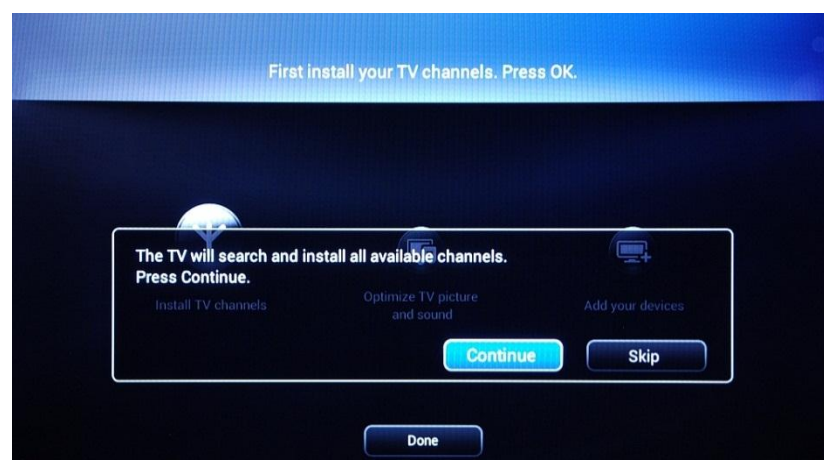 First install your TV channels. Press OK.
The TV will search and install all available channels.
Press Continue.
Install TV channels
Optimize TV picture
and sound
Add your devices
Continue
Skip
Done